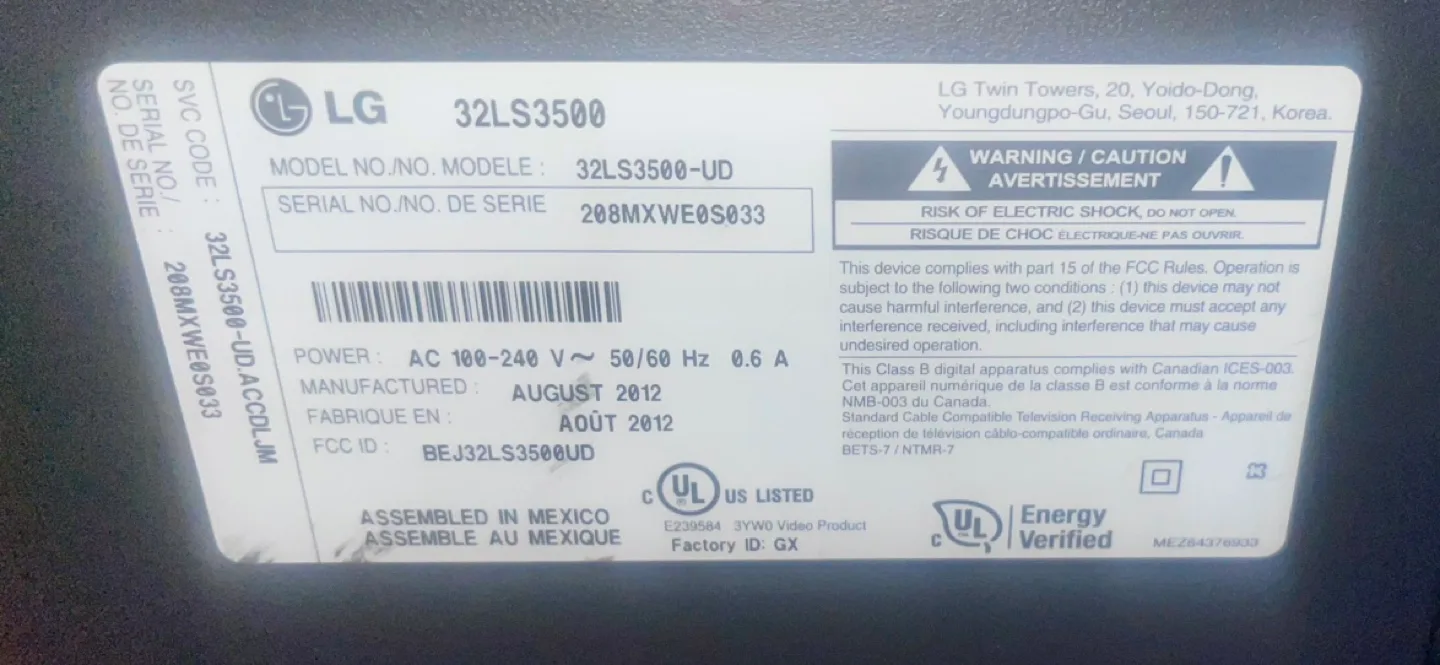 SVC CODE : 32LS3500-UD.ACCDLJM
SERIAL NO./
NO. DE SERIE : 208MXWE0S033
LG 32LS3500
MODEL NO./NO. MODELE : 32LS3500-UD
SERIAL NO./NO. DE SERIE 208MXWE0S033
POWER : AC 100-240 V~ 50/60 Hz 0.6 A
MANUFACTURED : AUGUST 2012
FABRIQUE EN : AOÛT 2012
FCC ID : BEJ32LS3500UD
ASSEMBLED IN MEXICO
ASSEMBLE AU MEXIQUE
C UL US LISTED
E239584 3YW0 Video Product
Factory ID: GX
LG Twin Towers, 20, Yoido-Dong,
Youngdungpo-Gu, Seoul, 150-721, Korea.
WARNING / CAUTION
AVERTISSEMENT
RISK OF ELECTRIC SHOCK, DO NOT OPEN.
RISQUE DE CHOC ÉLECTRIQUE-NE PAS OUVRIR.
This device complies with part 15 of the FCC Rules. Operation is
subject to the following two conditions : (1) this device may not
cause harmful interference, and (2) this device must accept any
interference received, including interference that may cause
undesired operation.
This Class B digital apparatus complies with Canadian ICES-003.
Cet appareil numérique de la classe B est conforme à la norme
NMB-003 du Canada.
Standard Cable Compatible Television Receiving Apparatus - Appareil de
réception de télévision câblo-compatible ordinaire, Canada
BETS-7 / NTMR-7
C UL Energy
Verified
MEZ64376933